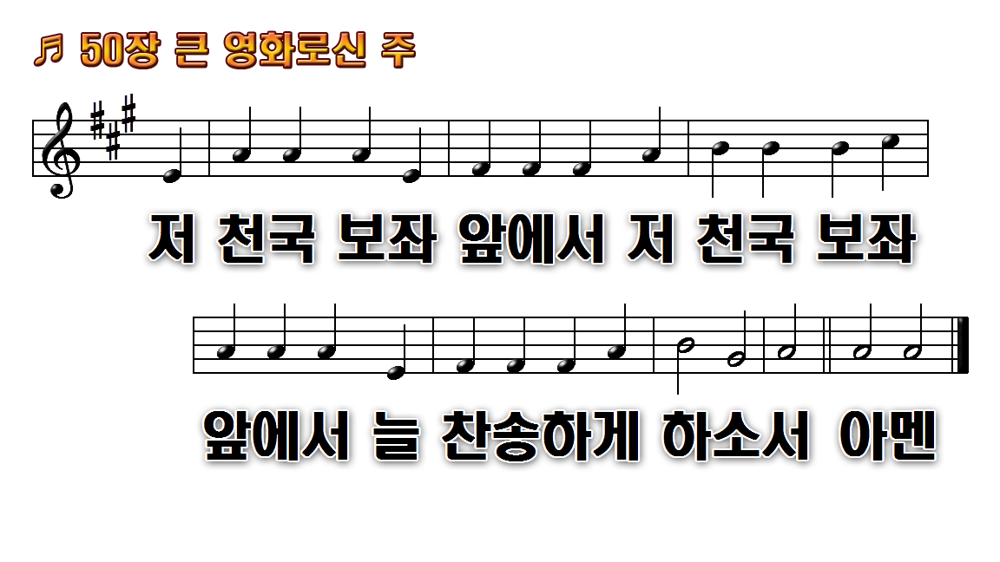 ♬ 50장 큰 영화로신 주
저 천국 보좌 앞에서 저 천국 보좌
앞에서 늘 찬송하게 하소서 아멘